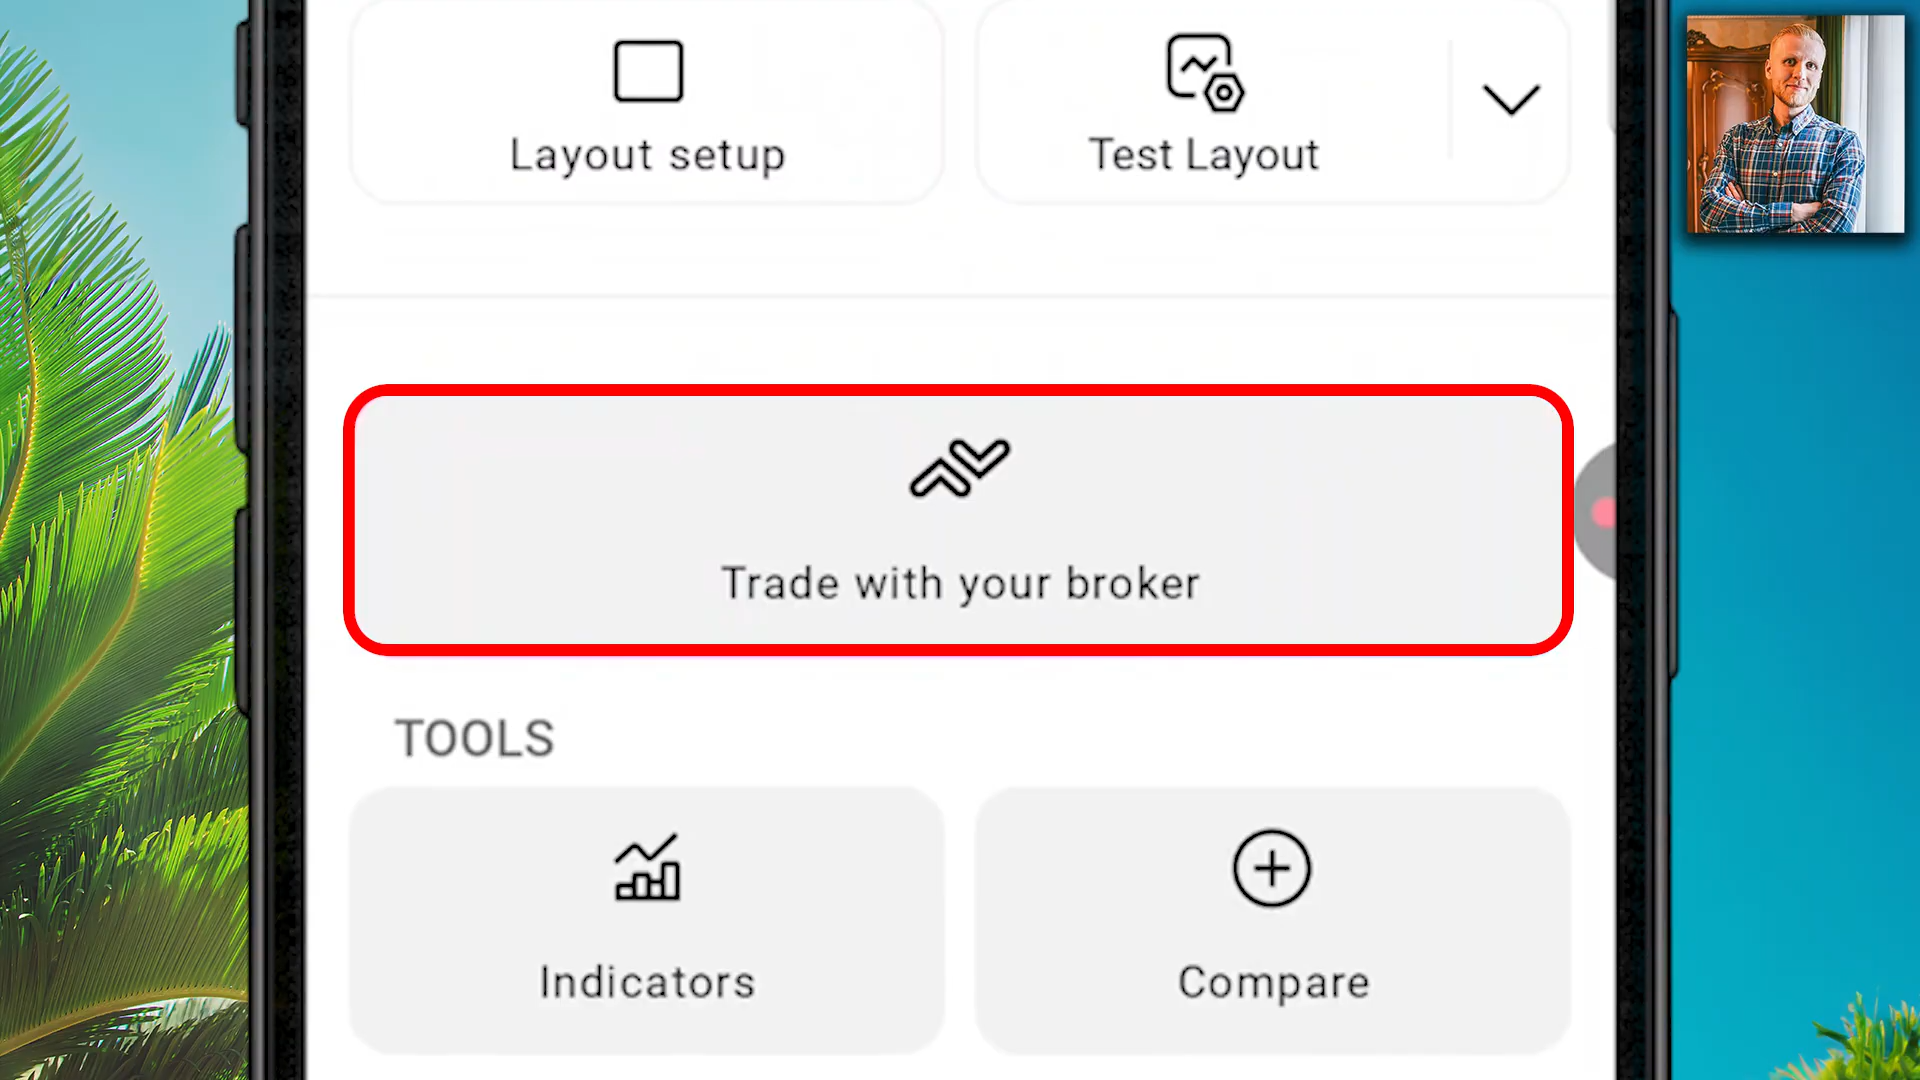 Layout setup
Test Layout
Trade with your broker
TOOLS
Indicators
Compare